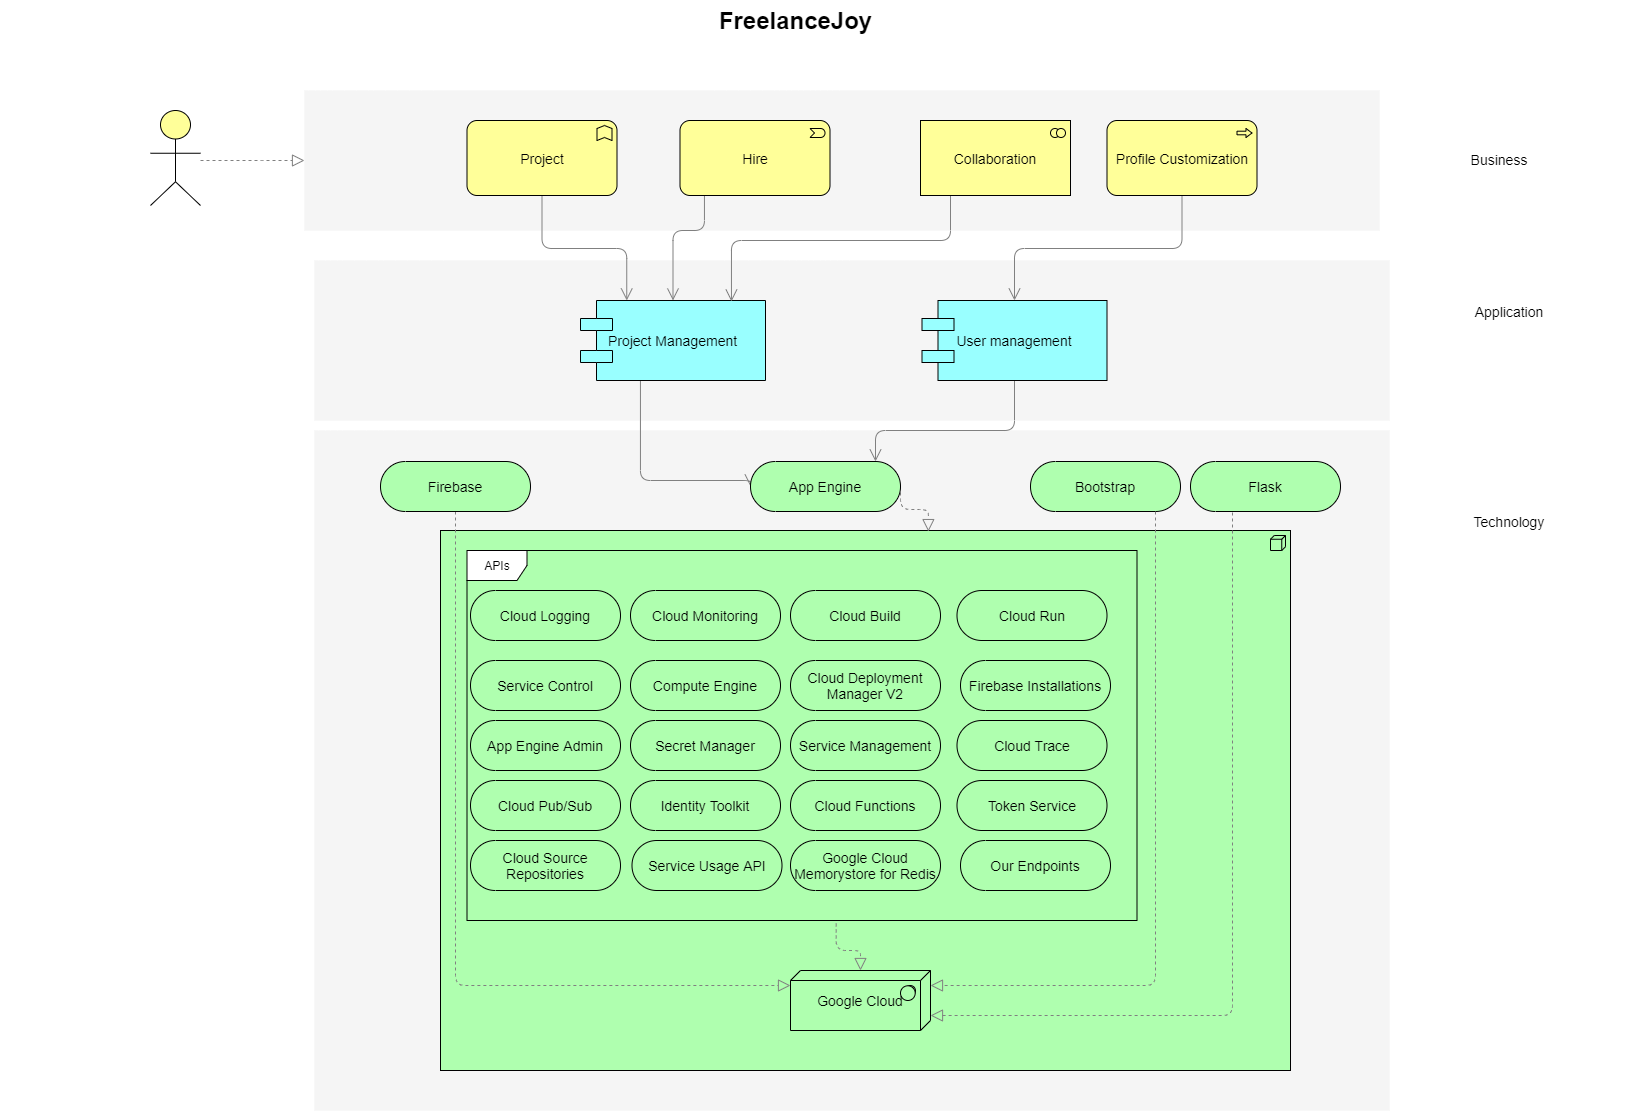 FreelanceJoy
Project
Hire
Collaboration
Profile Customization
Business
Project Management
User management
Application
Firebase
App Engine
Bootstrap
Flask
Technology
APIs
Cloud Logging
Cloud Monitoring
Cloud Build
Cloud Run
Service Control
Compute Engine
Cloud Deployment
Manager V2
Firebase Installations
App Engine Admin
Secret Manager
Service Management
Cloud Trace
Cloud Pub/Sub
Identity Toolkit
Cloud Functions
Token Service
Cloud Source
Repositories
Service Usage API
Google Cloud
Memorystore for Redis
Our Endpoints
Google Cloud